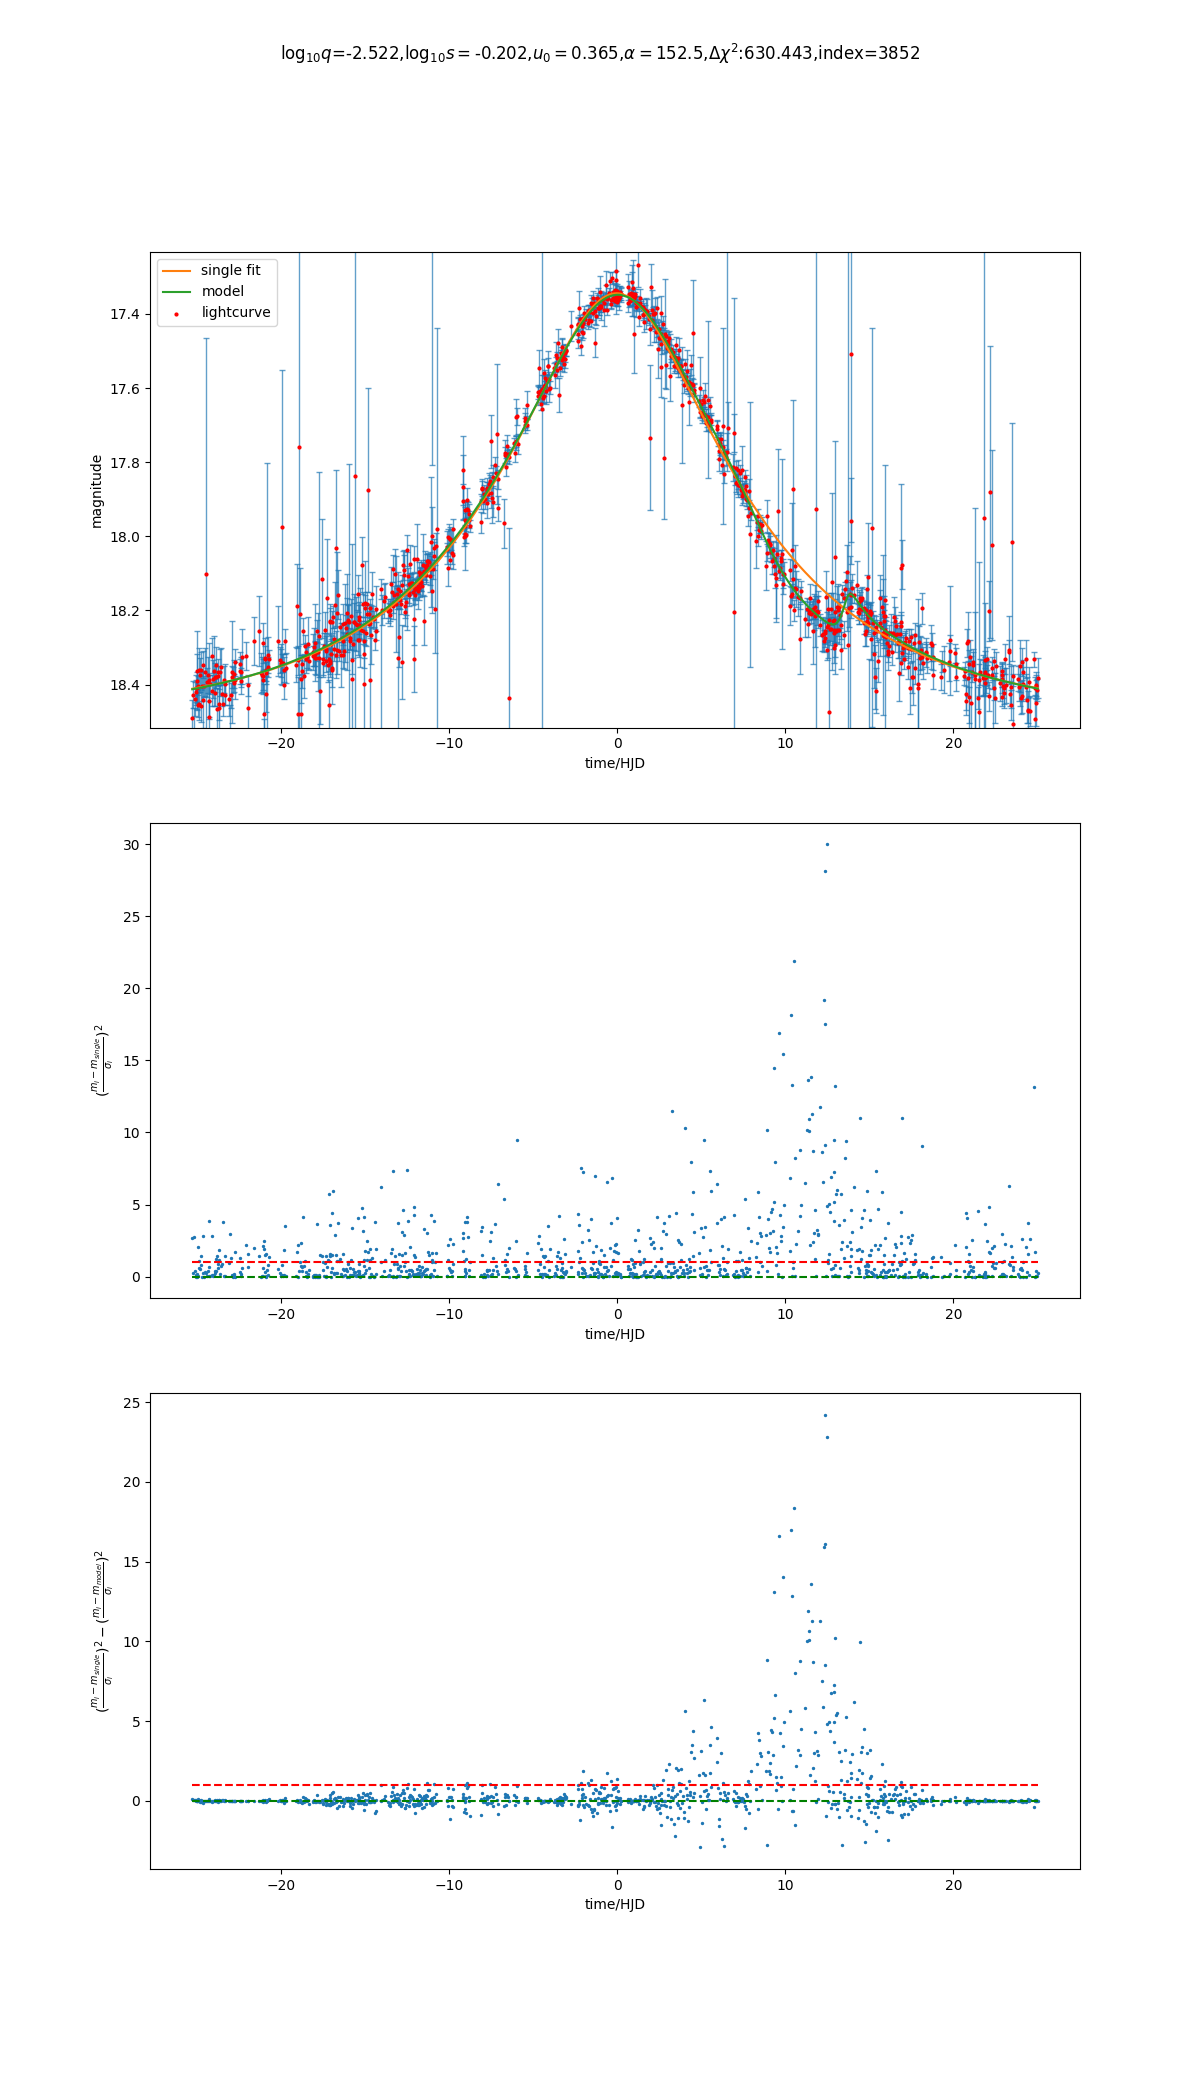 log₁₀q=-2.522,log₁₀s = -0.202,u₀ = 0.365,α = 152.5,Δχ²:630.443,index=3852
single fit
model
lightcurve
magnitude
17.4
17.6
17.8
18.0
18.2
18.4
−20 −10 0 10 20
time/HJD
((mᵢ − m_single)/σᵢ)²
30
25
20
15
10
5
0
−20 −10 0 10 20
time/HJD
((mᵢ − m_single)/σᵢ)² − ((mᵢ − m_model)/σᵢ)²
25
20
15
10
5
0
−20 −10 0 10 20
time/HJD